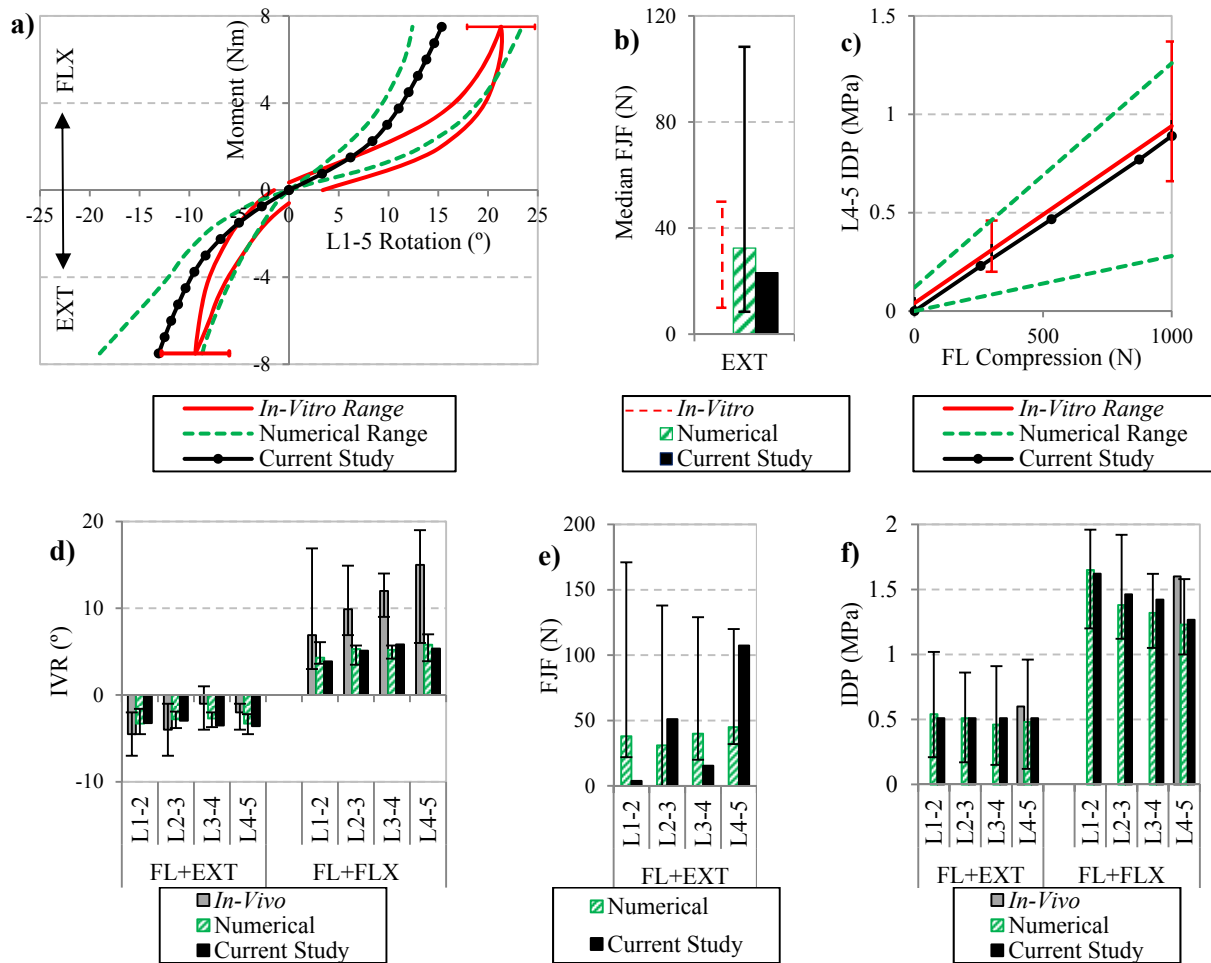 a)
FLX
EXT
Moment (Nm)
8
4
0
-4
-8
-25 -20 -15 -10 -5 0 5 10 15 20 25
L1-5 Rotation (º)
In-Vitro Range
Numerical Range
Current Study
b)
Median FJF (N)
120
80
40
0
EXT
In-Vitro
Numerical
Current Study
c)
L4-5 IDP (MPa)
1.5
1
0.5
0
0 500 1000
FL Compression (N)
In-Vitro Range
Numerical Range
Current Study
d)
IVR (º)
20
10
0
-10
L1-2 L2-3 L3-4 L4-5 L1-2 L2-3 L3-4 L4-5
FL+EXT FL+FLX
In-Vivo
Numerical
Current Study
e)
FJF (N)
200
150
100
50
0
L1-2 L2-3 L3-4 L4-5
FL+EXT
Numerical
Current Study
f)
IDP (MPa)
2
1.5
1
0.5
0
L1-2 L2-3 L3-4 L4-5 L1-2 L2-3 L3-4 L4-5
FL+EXT FL+FLX
In-Vivo
Numerical
Current Study